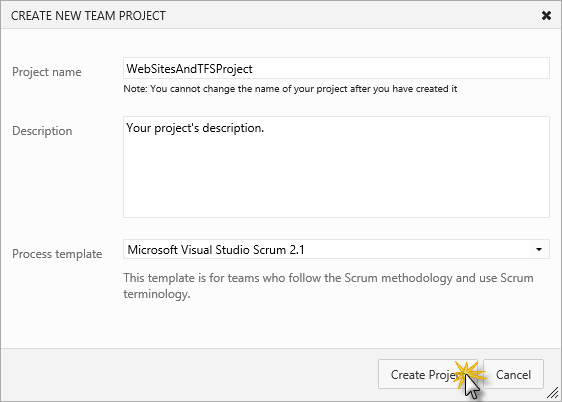 CREATE NEW TEAM PROJECT
Project name
WebSitesAndTFSProject
Note: You cannot change the name of your project after you have created it
Description
Your project's description.
Process template
Microsoft Visual Studio Scrum 2.1
This template is for teams who follow the Scrum methodology and use Scrum
terminology.
Create Project
Cancel